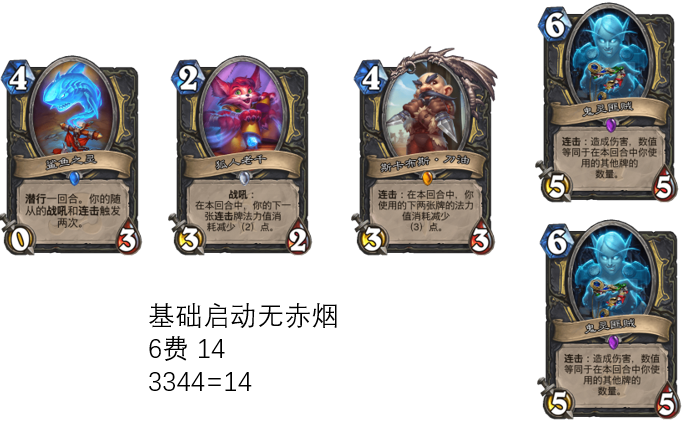 4
鲨鱼之灵
潜行一回合。你的随
从的战吼和连击触发
两次。
0
3
2
狐人老千
战吼：
在本回合中，你的下一
张连击牌法力值消
耗减少（2）点。
3
2
4
斯卡布斯·刀油
连击：在本回合中，你
使用的下两张牌的法力
值消耗减少
（3）点。
3
3
6
鬼灵匪贼
连击：造成伤害，数值
等同于在本回合中你使
用的其他牌的
数量。
5
5
6
鬼灵匪贼
连击：造成伤害，数值
等同于在本回合中你使
用的其他牌的
数量。
5
5
基础启动无赤烟
6费 14
3344=14